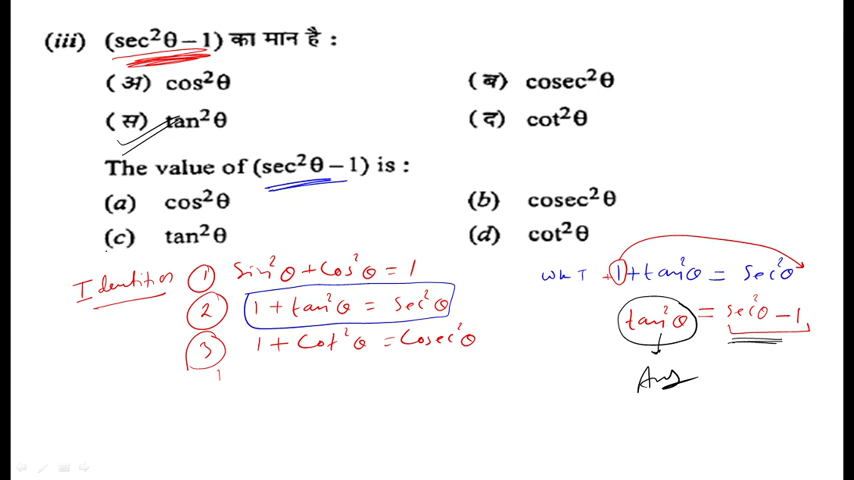 (iii) (sec²θ – 1) का मान है :
(अ) cos²θ (ब) cosec²θ
(स) tan²θ (द) cot²θ
The value of (sec²θ – 1) is :
(a) cos²θ (b) cosec²θ
(c) tan²θ (d) cot²θ
Identities ① sin²θ + cos²θ = 1
② 1 + tan²θ = sec²θ
③ 1 + cot²θ = cosec²θ
WKT +1 + tan²θ = sec²θ
tan²θ = sec²θ – 1
Ans